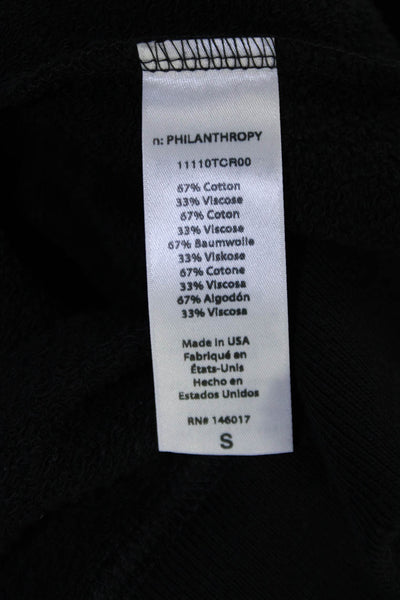 n: PHILANTHROPY
11110TCR00
67% Cotton
33% Viscose
67% Coton
33% Viscose
67% Baumwolle
33% Viskose
67% Cotone
33% Viscosa
67% Algodón
33% Viscosa
Made in USA
Fabriqué en
États-Unis
Hecho en
Estados Unidos
RN# 146017
S